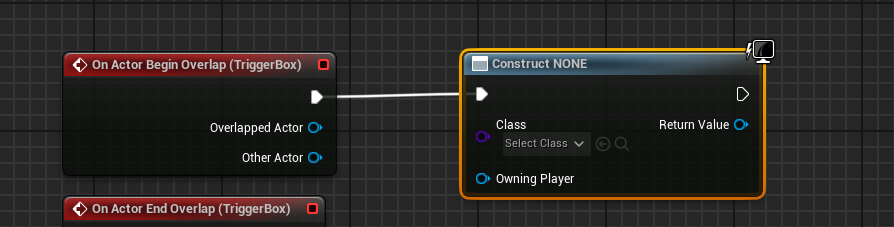 On Actor Begin Overlap (TriggerBox)
Overlapped Actor
Other Actor
On Actor End Overlap (TriggerBox)
Construct NONE
Class
Select Class
Return Value
Owning Player